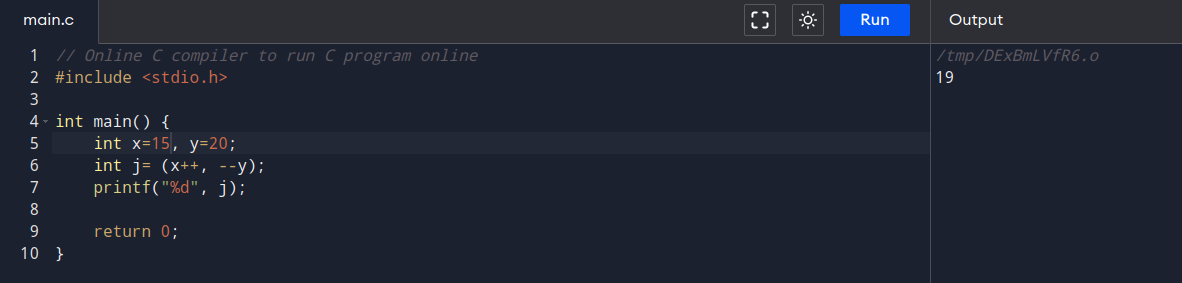 main.c
Run
Output
1 // Online C compiler to run C program online
2 #include <stdio.h>
3
4 int main() {
5     int x=15, y=20;
6     int j= (x++, --y);
7     printf("%d", j);
8
9     return 0;
10 }
/tmp/DExBmLVfR6.o
19